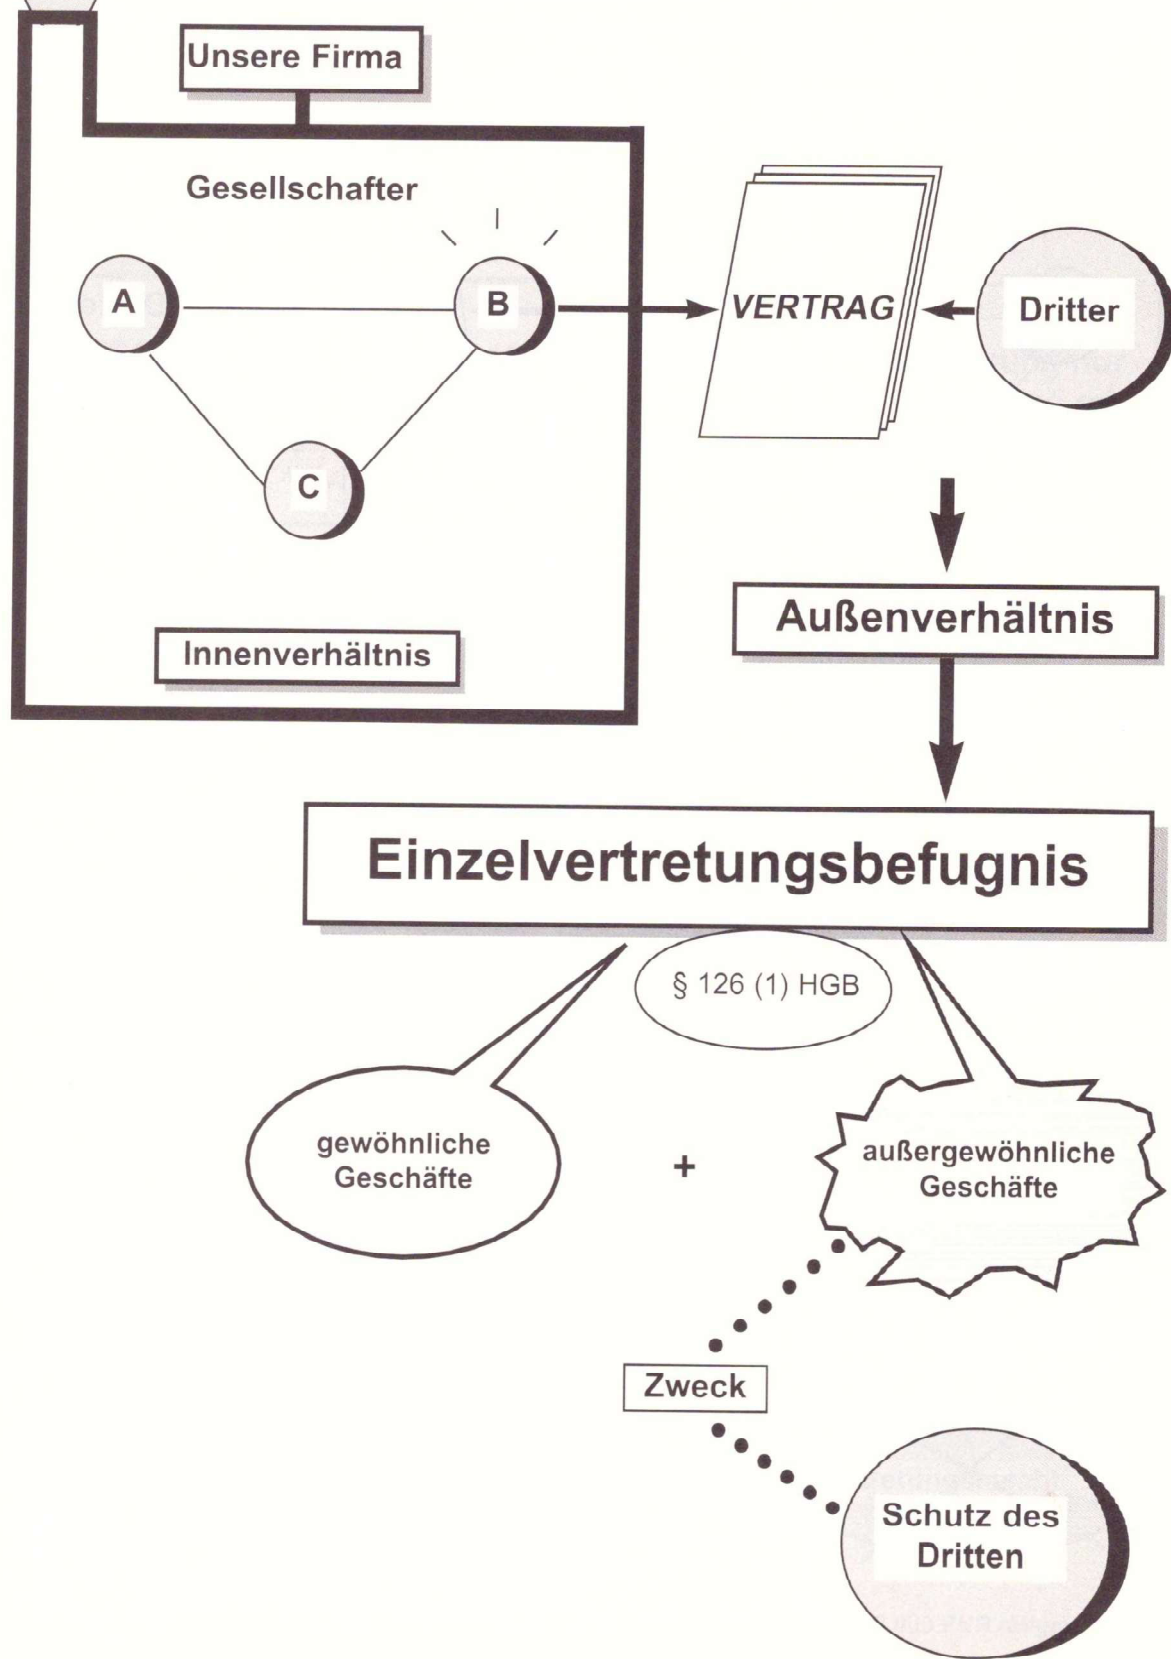 Unsere Firma
Gesellschafter
A
B
C
VERTRAG
Dritter
Innenverhältnis
Außenverhältnis
Einzelvertretungsbefugnis
§ 126 (1) HGB
gewöhnliche
Geschäfte
+
außergewöhnliche
Geschäfte
Zweck
Schutz des
Dritten